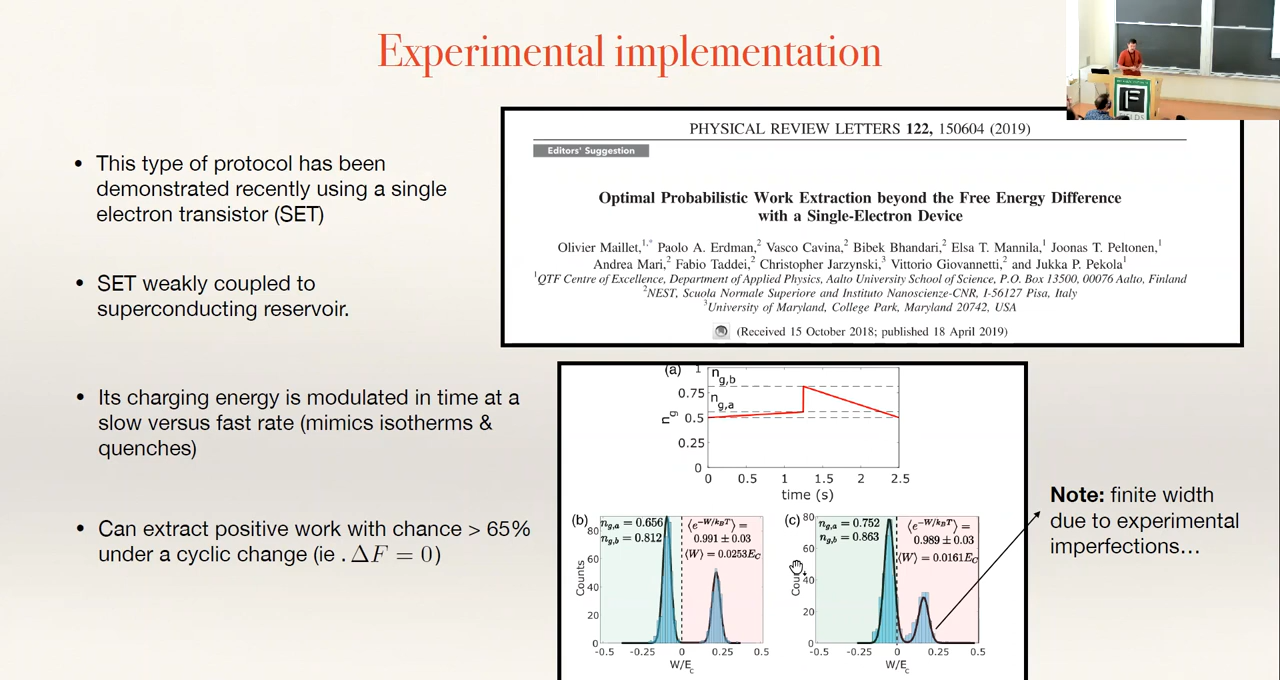 Experimental implementation
• This type of protocol has been
demonstrated recently using a single
electron transistor (SET)
• SET weakly coupled to
superconducting reservoir.
• Its charging energy is modulated in time at a
slow versus fast rate (mimics isotherms &
quenches)
• Can extract positive work with chance > 65%
under a cyclic change (ie . ΔF = 0)
PHYSICAL REVIEW LETTERS 122, 150604 (2019)
Editors' Suggestion
Optimal Probabilistic Work Extraction beyond the Free Energy Difference
with a Single-Electron Device
Olivier Maillet,1,* Paolo A. Erdman,2 Vasco Cavina,2 Bibek Bhandari,2 Elsa T. Mannila,1 Joonas T. Peltonen,1
Andrea Mari,2 Fabio Taddei,2 Christopher Jarzynski,3 Vittorio Giovannetti,2 and Jukka P. Pekola1
1QTF Centre of Excellence, Department of Applied Physics, Aalto University School of Science, P.O. Box 13500, 00076 Aalto, Finland
2NEST, Scuola Normale Superiore and Instituto Nanoscienze-CNR, I-56127 Pisa, Italy
3University of Maryland, College Park, Maryland 20742, USA
(Received 15 October 2018; published 18 April 2019)
(a)
1
0.75
0.5
0.25
0
n_g
n_g,b
n_g,a
0 0.5 1 1.5 2 2.5
time (s)
(b)
n_g,a = 0.656
n_g,b = 0.812
⟨e^{-W/k_BT}⟩ =
0.991 ± 0.03
⟨W⟩ = 0.0253E_C
80
60
40
20
0
Counts
-0.5 -0.25 0 0.25 0.5
W/E_c
(c)
n_g,a = 0.752
n_g,b = 0.863
⟨e^{-W/k_BT}⟩ =
0.989 ± 0.03
⟨W⟩ = 0.0161E_C
80
60
40
20
0
-0.5 -0.25 0 0.25 0.5
W/E_c
Note: finite width
due to experimental
imperfections…
F